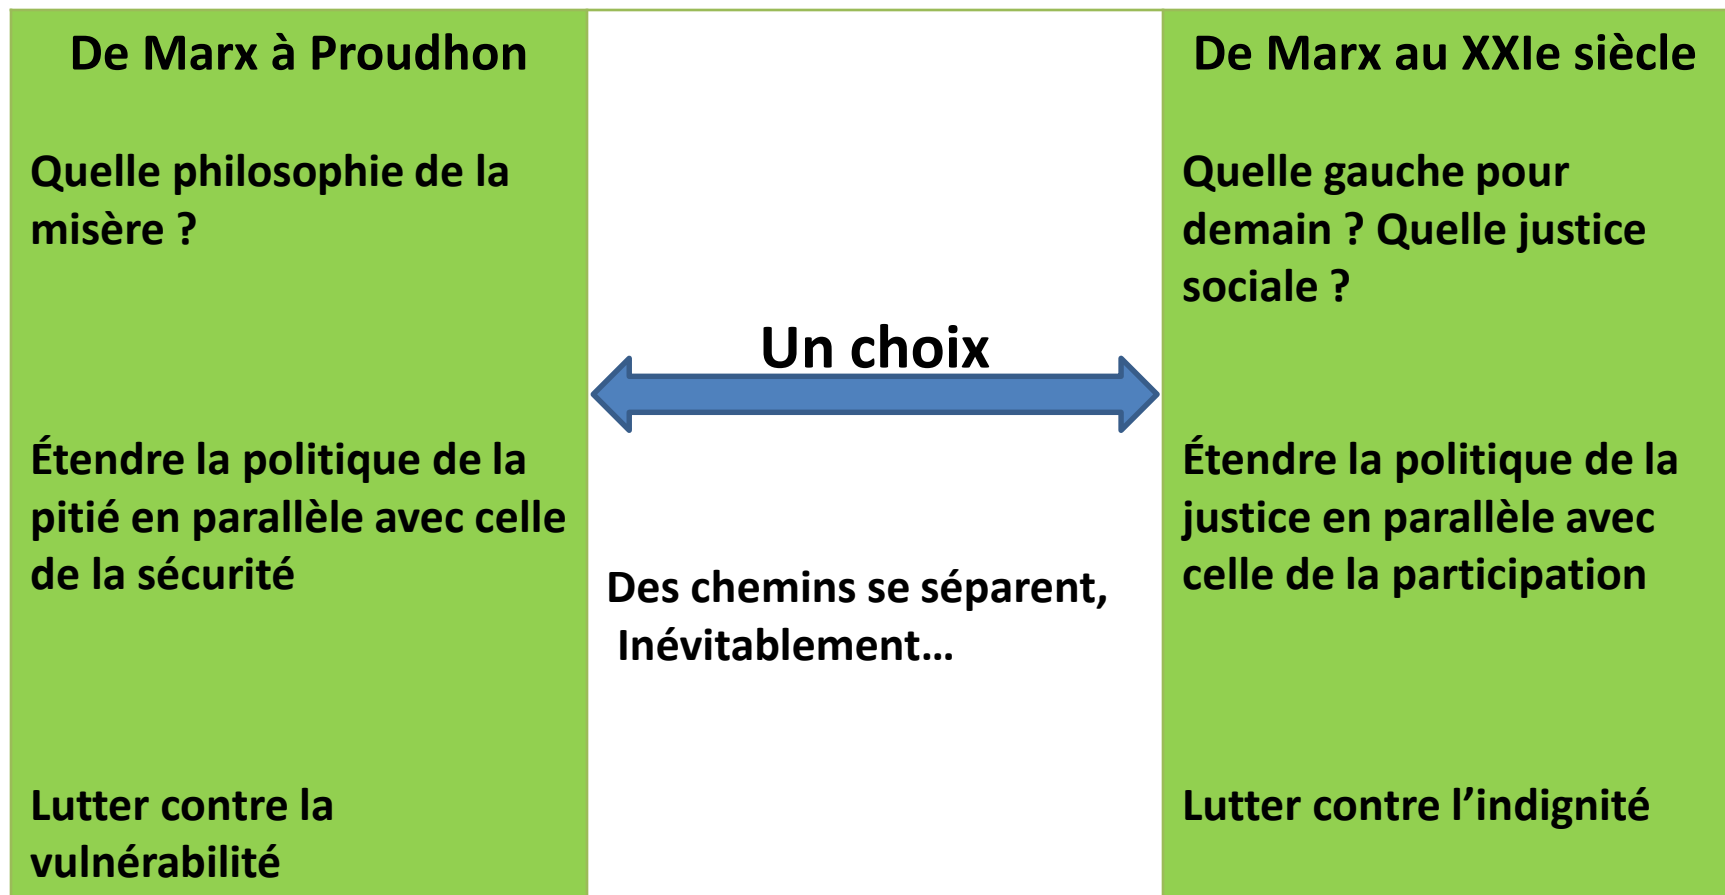 De Marx à Proudhon
Quelle philosophie de la
misère ?
Étendre la politique de la
pitié en parallèle avec celle
de la sécurité
Lutter contre la
vulnérabilité
Un choix
Des chemins se séparent,
Inévitablement…
De Marx au XXIe siècle
Quelle gauche pour
demain ? Quelle justice
sociale ?
Étendre la politique de la
justice en parallèle avec
celle de la participation
Lutter contre l’indignité